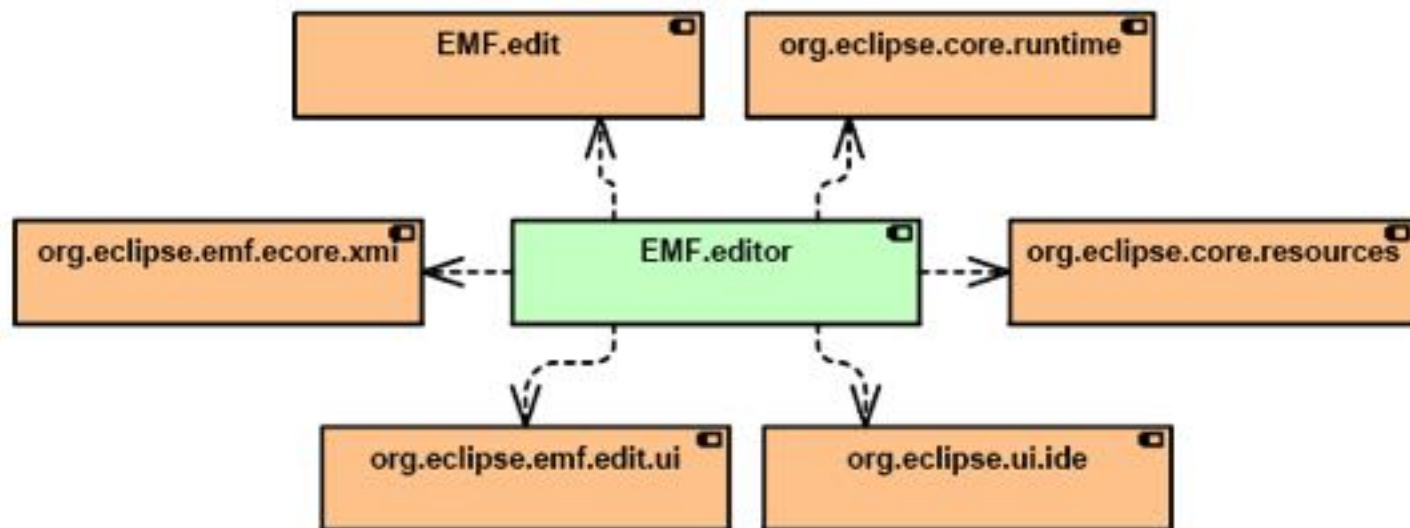 EMF.edit
org.eclipse.core.runtime
org.eclipse.emf.ecore.xmi
EMF.editor
org.eclipse.core.resources
org.eclipse.emf.edit.ui
org.eclipse.ui.ide